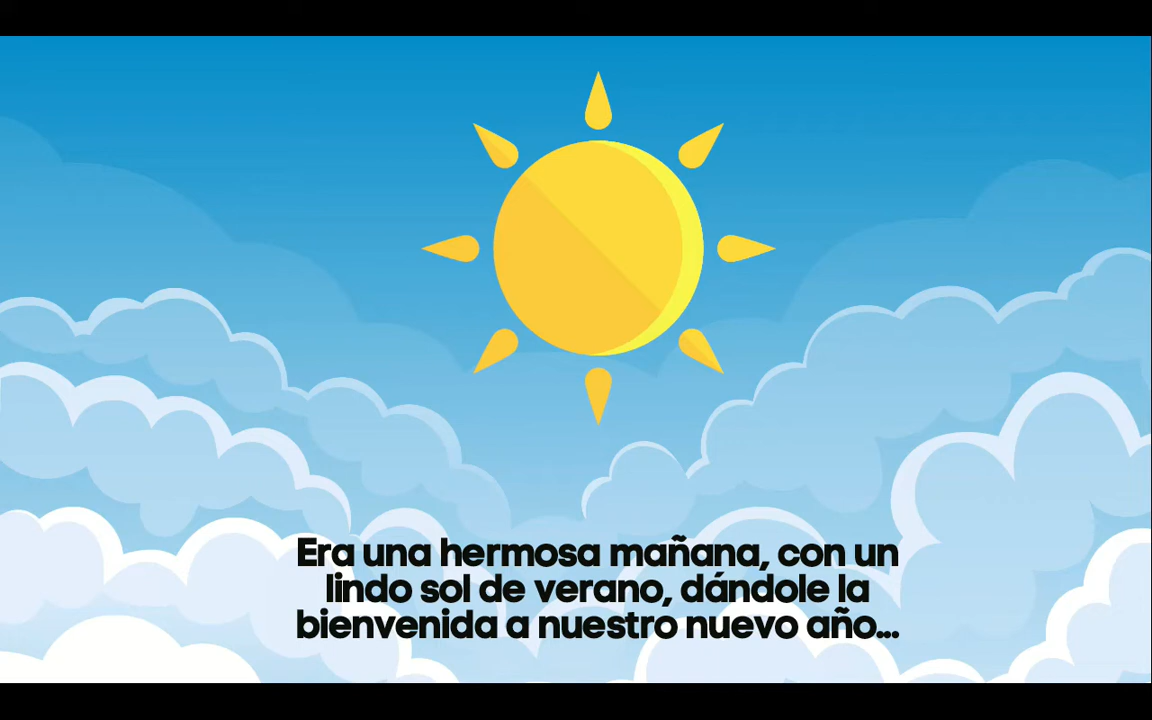 Era una hermosa mañana, con un
lindo sol de verano, dándole la
bienvenida a nuestro nuevo año...